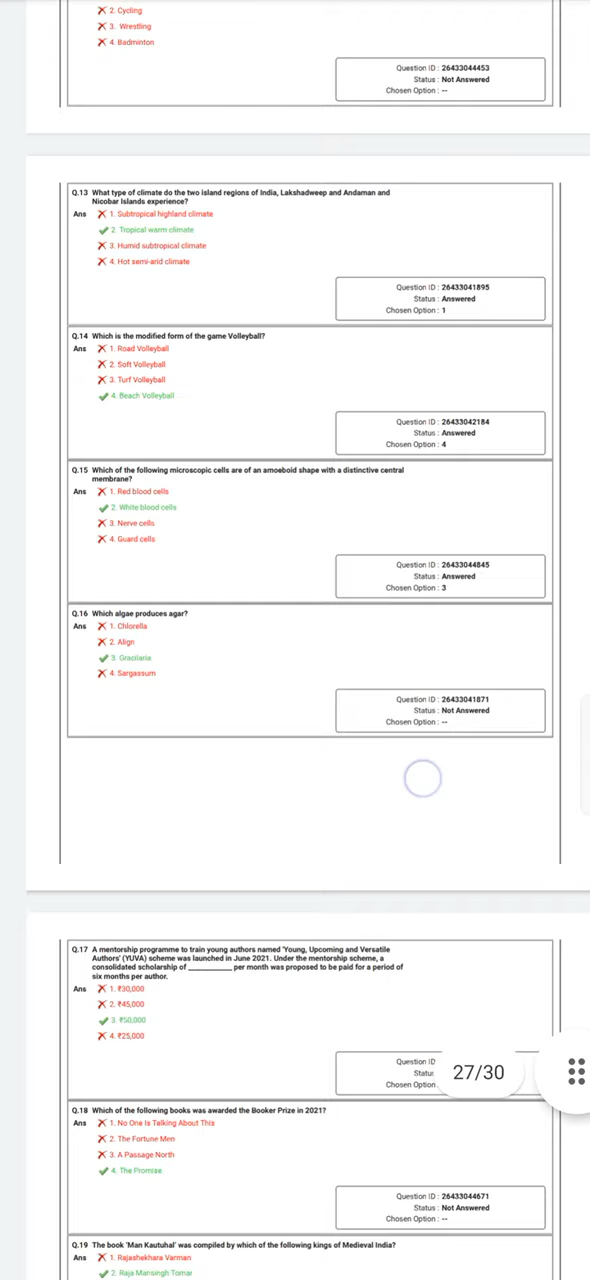 2. Cycling
3. Wrestling
4. Badminton
Question ID : 26433044453
Status : Not Answered
Chosen Option : --
Q.13 What type of climate do the two island regions of India, Lakshadweep and Andaman and
Nicobar Islands experience?
Ans 1. Subtropical highland climate
2. Tropical warm climate
3. Humid subtropical climate
4. Hot semi-arid climate
Question ID : 26433041895
Status : Answered
Chosen Option : 1
Q.14 Which is the modified form of the game Volleyball?
Ans 1. Road Volleyball
2. Soft Volleyball
3. Turf Volleyball
4. Beach Volleyball
Question ID : 26433042184
Status : Answered
Chosen Option : 4
Q.15 Which of the following microscopic cells are of an amoeboid shape with a distinctive central
membrane?
Ans 1. Red blood cells
2. White blood cells
3. Nerve cells
4. Guard cells
Question ID : 26433044845
Status : Answered
Chosen Option : 3
Q.16 Which algae produces agar?
Ans 1. Chlorella
2. Align
3. Gracilaria
4. Sargassum
Question ID : 26433041871
Status : Not Answered
Chosen Option : --
Q.17 A mentorship programme to train young authors named 'Young, Upcoming and Versatile
Authors' (YUVA) scheme was launched in June 2021. Under the mentorship scheme, a
consolidated scholarship of __________ per month was proposed to be paid for a period of
six months per author.
Ans 1. ₹30,000
2. ₹45,000
3. ₹50,000
4. ₹25,000
Question ID
Status
Chosen Option
27/30
Q.18 Which of the following books was awarded the Booker Prize in 2021?
Ans 1. No One Is Talking About This
2. The Fortune Men
3. A Passage North
4. The Promise
Question ID : 26433044671
Status : Not Answered
Chosen Option : --
Q.19 The book 'Man Kautuhal' was compiled by which of the following kings of Medieval India?
Ans 1. Rajashekhara Varman
2. Raja Mansingh Tomar